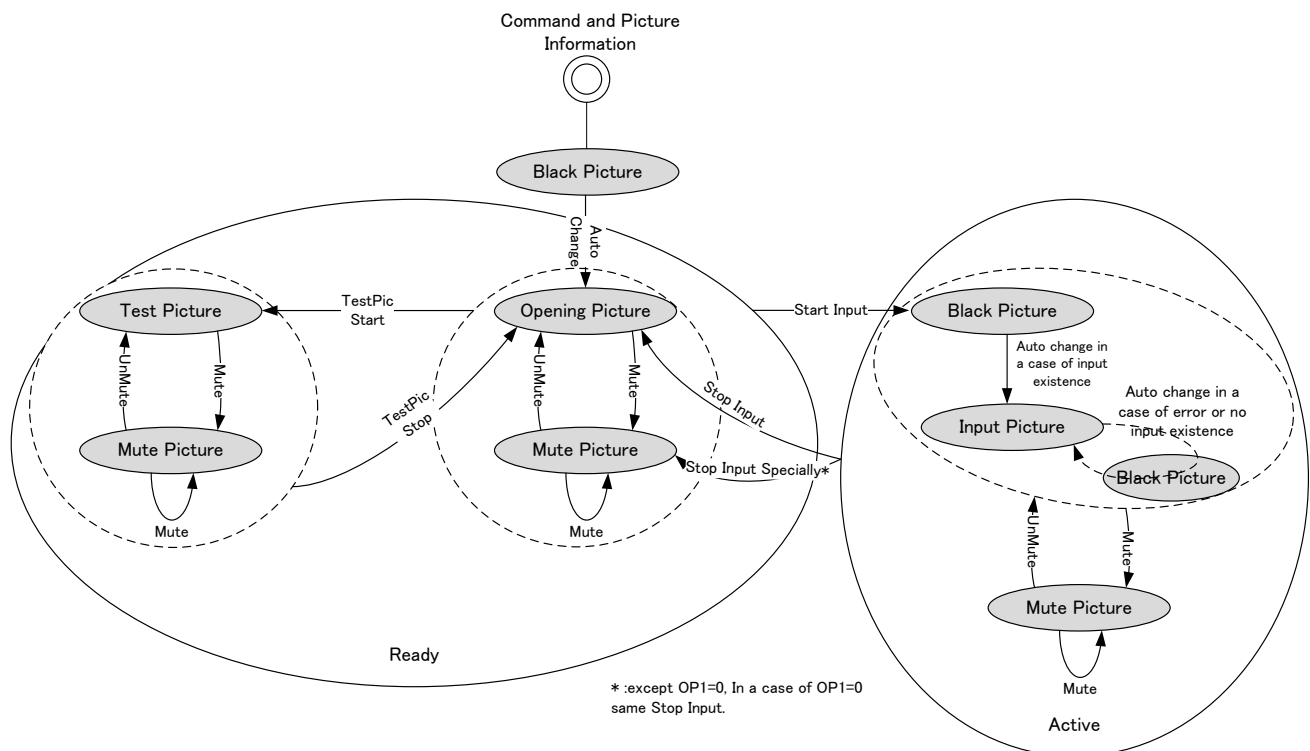 Command and Picture
Information
Black Picture
Auto
Change
Test Picture
TestPic
Start
Opening Picture
Start Input
Black Picture
UnMute
Mute
TestPic
Stop
UnMute
Mute
Stop Input
Auto change in
a case of input
existence
Auto change in a
case of error or no
input existence
Input Picture
Mute Picture
Mute Picture
Stop Input Specially*
Black Picture
Mute
Mute
UnMute
Mute
Mute Picture
Ready
Mute
* :except OP1=0, In a case of OP1=0
same Stop Input.
Active